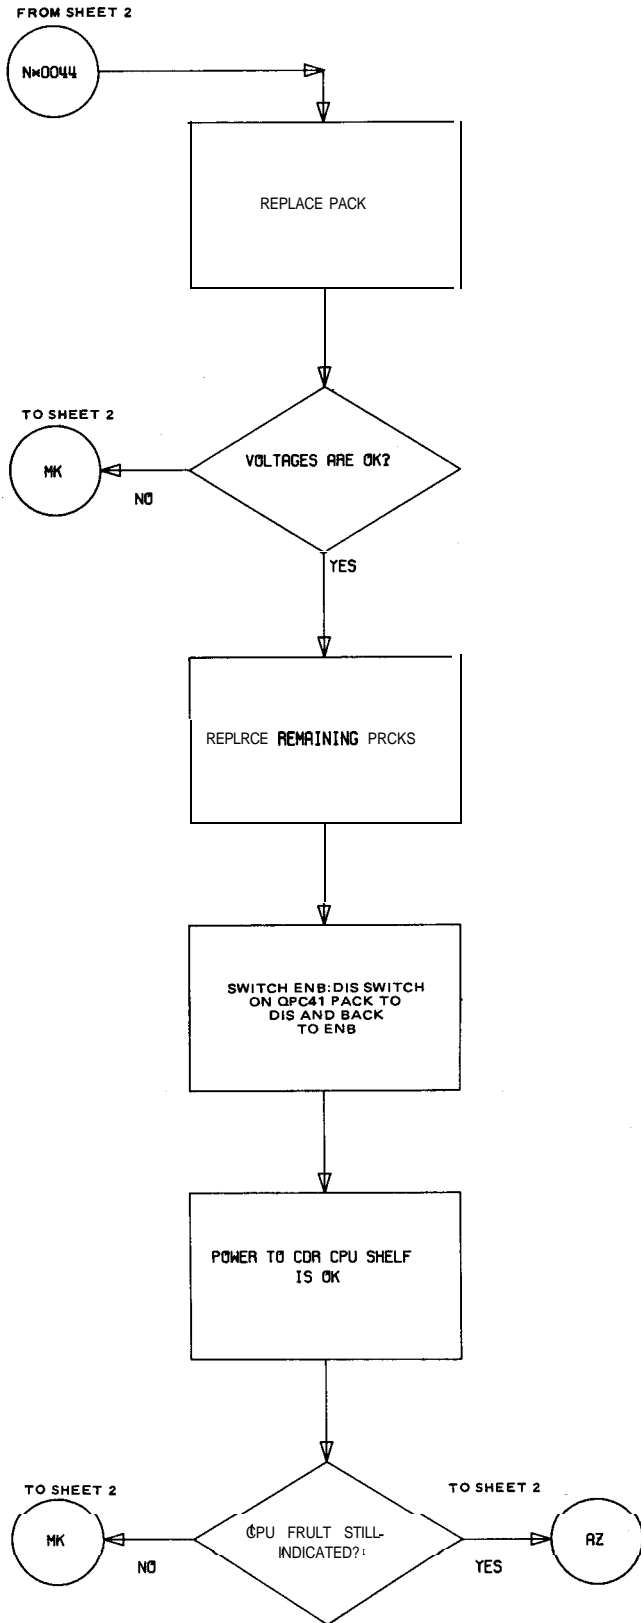 FROM SHEET 2
N*0044
REPLACE PACK
TO SHEET 2
MK
VOLTAGES ARE OK?
NO
YES
REPLRCE REMAINING PRCKS
SWITCH ENB:DIS SWITCH
ON QPC41 PACK TO
DIS AND BACK
TO ENB
POWER TO CDR CPU SHELF
IS OK
TO SHEET 2
TO SHEET 2
MK
CPU FRULT STILL-
INDICATED?
AZ
NO
YES